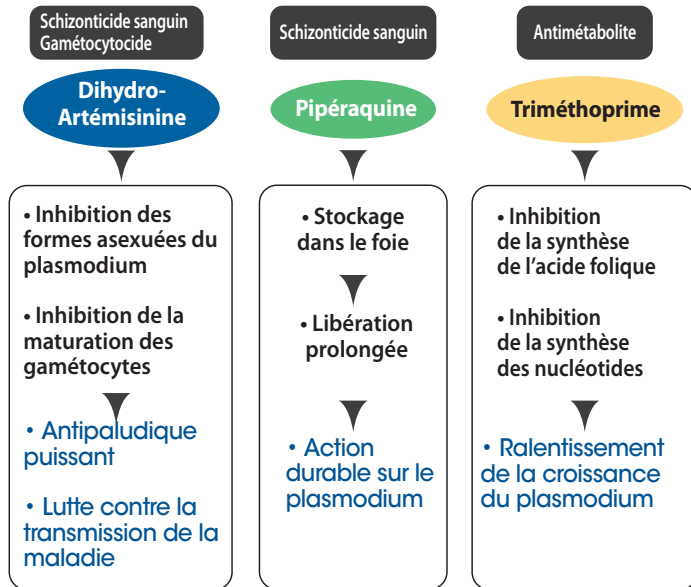 Schizonticide sanguin
Gamétocytocide
Dihydro-
Artémisinine
• Inhibition des
formes asexuées du
plasmodium
• Inhibition de la
maturation des
gamétocytes
• Antipaludique
puissant
• Lutte contre la
transmission de la
maladie
Schizonticide sanguin
Pipéraquine
• Stockage
dans le foie
• Libération
prolongée
• Action
durable sur le
plasmodium
Antimétabolite
Triméthoprime
• Inhibition
de la synthèse
de l'acide folique
• Inhibition
de la synthèse
des nucléotides
• Ralentissement
de la croissance
du plasmodium